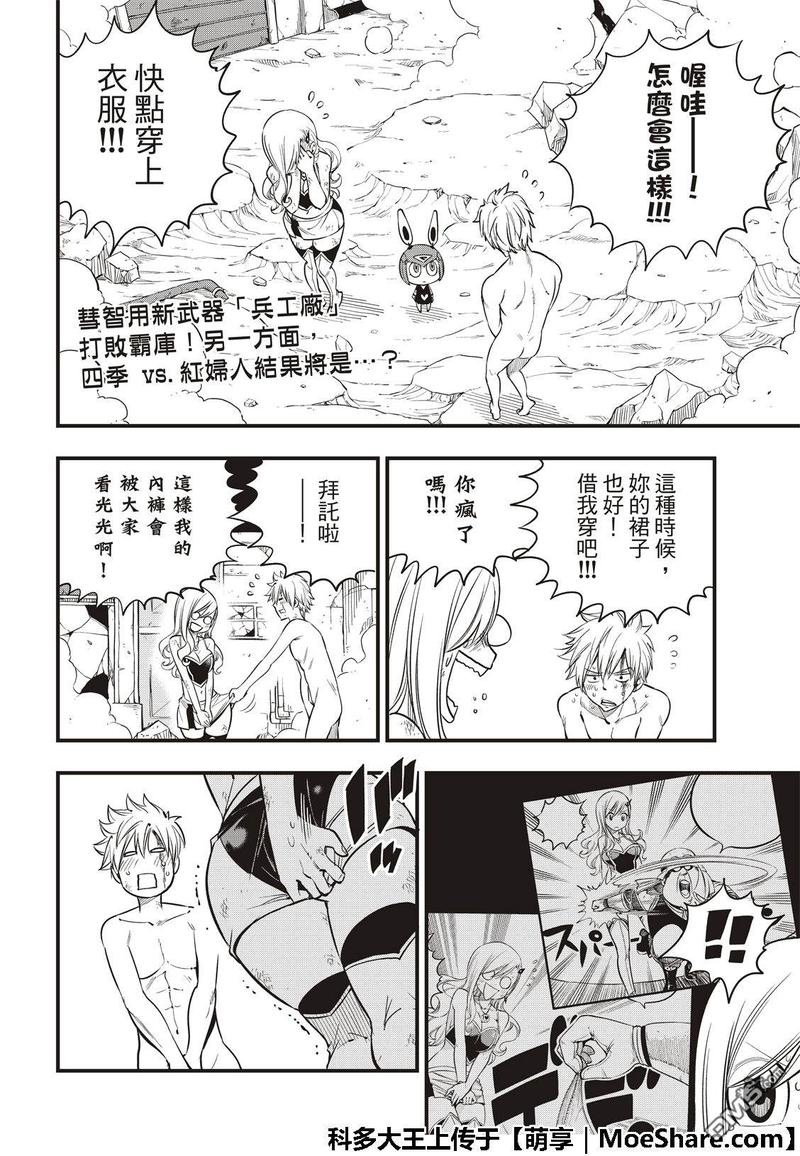 喔哇——！
怎麼會這樣!!!
快點穿上
衣服!!!
彗智用新武器「兵工廠」
打敗霸庫！另一方面，
四季 vs.紅婦人結果將是…？
這種時候，
妳的裙子
也好！
借我穿吧!!!
你瘋了
嗎!!!
拜託啦
——！
這樣我的
內褲會
被大家
看光光啊！
!!
スパー
科多大王上传于【萌享｜MoeShare.com】